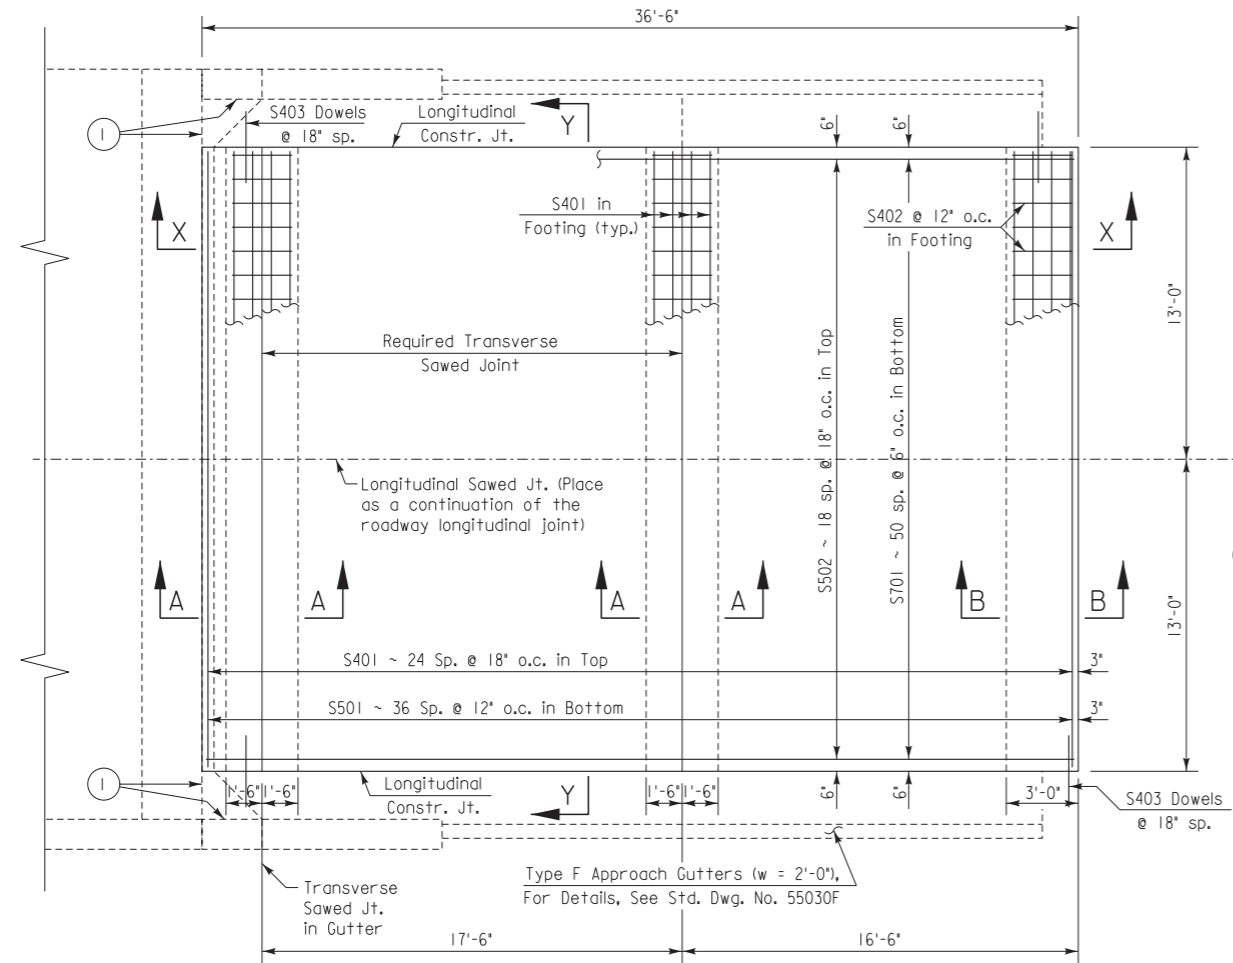 36'-6"
S403 Dowels
@ 18" sp.
Longitudinal
Constr. Jt.
Y
6"
6"
1
X
S401 in
Footing (typ.)
S402 @ 12" o.c.
in Footing
X
13'-0"
Required Transverse
Sawed Joint
S502 ~ 18 sp. @ 18" o.c. in Top
S701 ~ 50 sp. @ 6" o.c. in Bottom
Longitudinal Sawed Jt. (Place
as a continuation of the
roadway longitudinal joint)
A
A
A
A
B
B
13'-0"
S401 ~ 24 Sp. @ 18" o.c. in Top
3"
S501 ~ 36 Sp. @ 12" o.c. in Bottom
3"
1
1'-6"
1'-6"
Longitudinal
Constr. Jt.
Y
1'-6"
1'-6"
6"
6"
3'-0"
S403 Dowels
@ 18" sp.
Type F Approach Gutters (w = 2'-0"),
For Details, See Std. Dwg. No. 55030F
Transverse
Sawed Jt.
in Gutter
17'-6"
16'-6"